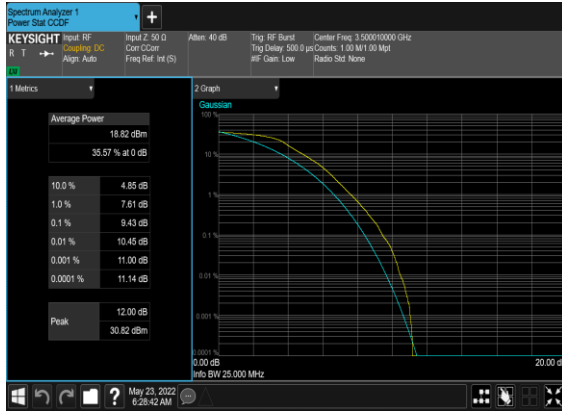 Spectrum Analyzer 1
Power Stat CCDF
+
KEYSIGHT
R T
LU
Input: RF
Coupling: DC
Align: Auto
Input Z: 50 Ω
Corr CCorr
Freq Ref: Int (S)
Atten: 40 dB
Trig: RF Burst
Trig Delay: 500.0 µs
#IF Gain: Low
Center Freq: 3.500010000 GHz
Counts: 1.00 M/1.00 Mpt
Radio Std: None
1 Metrics
Average Power
18.82 dBm
35.57 % at 0 dB
10.0 % 4.85 dB
1.0 % 7.61 dB
0.1 % 9.43 dB
0.01 % 10.45 dB
0.001 % 11.00 dB
0.0001 % 11.14 dB
Peak
12.00 dB
30.82 dBm
2 Graph
Gaussian
100 %
10 %
1 %
0.1 %
0.01 %
0.001 %
0.0001 %
0.00 dB
20.00 d
Info BW 25.000 MHz
?
May 23, 2022
6:28:42 AM